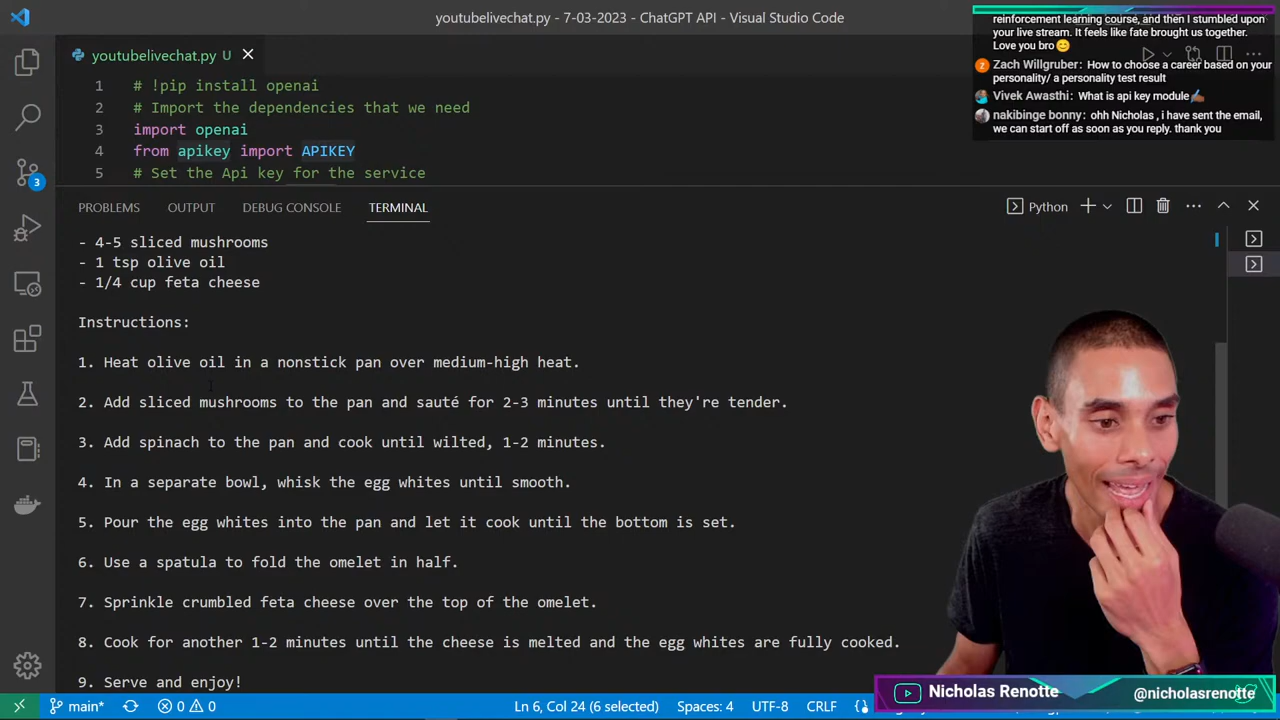 youtubelivechat.py - 7-03-2023 - ChatGPT API - Visual Studio Code
reinforcement learning course, and then I stumbled upon
your live stream. It feels like fate brought us together.
Love you bro😊
Zach Willgruber: How to choose a career based on your
personality/ a personality test result
Vivek Awasthi: What is api key module✍🏾
nakibinge bonny: ohh Nicholas , i have sent the email,
we can start off as soon as you reply. thank you
youtubelivechat.py U
1 # !pip install openai
2 # Import the dependencies that we need
3 import openai
4 from apikey import APIKEY
5 # Set the Api key for the service
PROBLEMS OUTPUT DEBUG CONSOLE TERMINAL
Python
- 4-5 sliced mushrooms
- 1 tsp olive oil
- 1/4 cup feta cheese
Instructions:
1. Heat olive oil in a nonstick pan over medium-high heat.
2. Add sliced mushrooms to the pan and sauté for 2-3 minutes until they're tender.
3. Add spinach to the pan and cook until wilted, 1-2 minutes.
4. In a separate bowl, whisk the egg whites until smooth.
5. Pour the egg whites into the pan and let it cook until the bottom is set.
6. Use a spatula to fold the omelet in half.
7. Sprinkle crumbled feta cheese over the top of the omelet.
8. Cook for another 1-2 minutes until the cheese is melted and the egg whites are fully cooked.
9. Serve and enjoy!
3
Nicholas Renotte @nicholasrenotte
main* 0 0 Ln 6, Col 24 (6 selected) Spaces: 4 UTF-8 CRLF